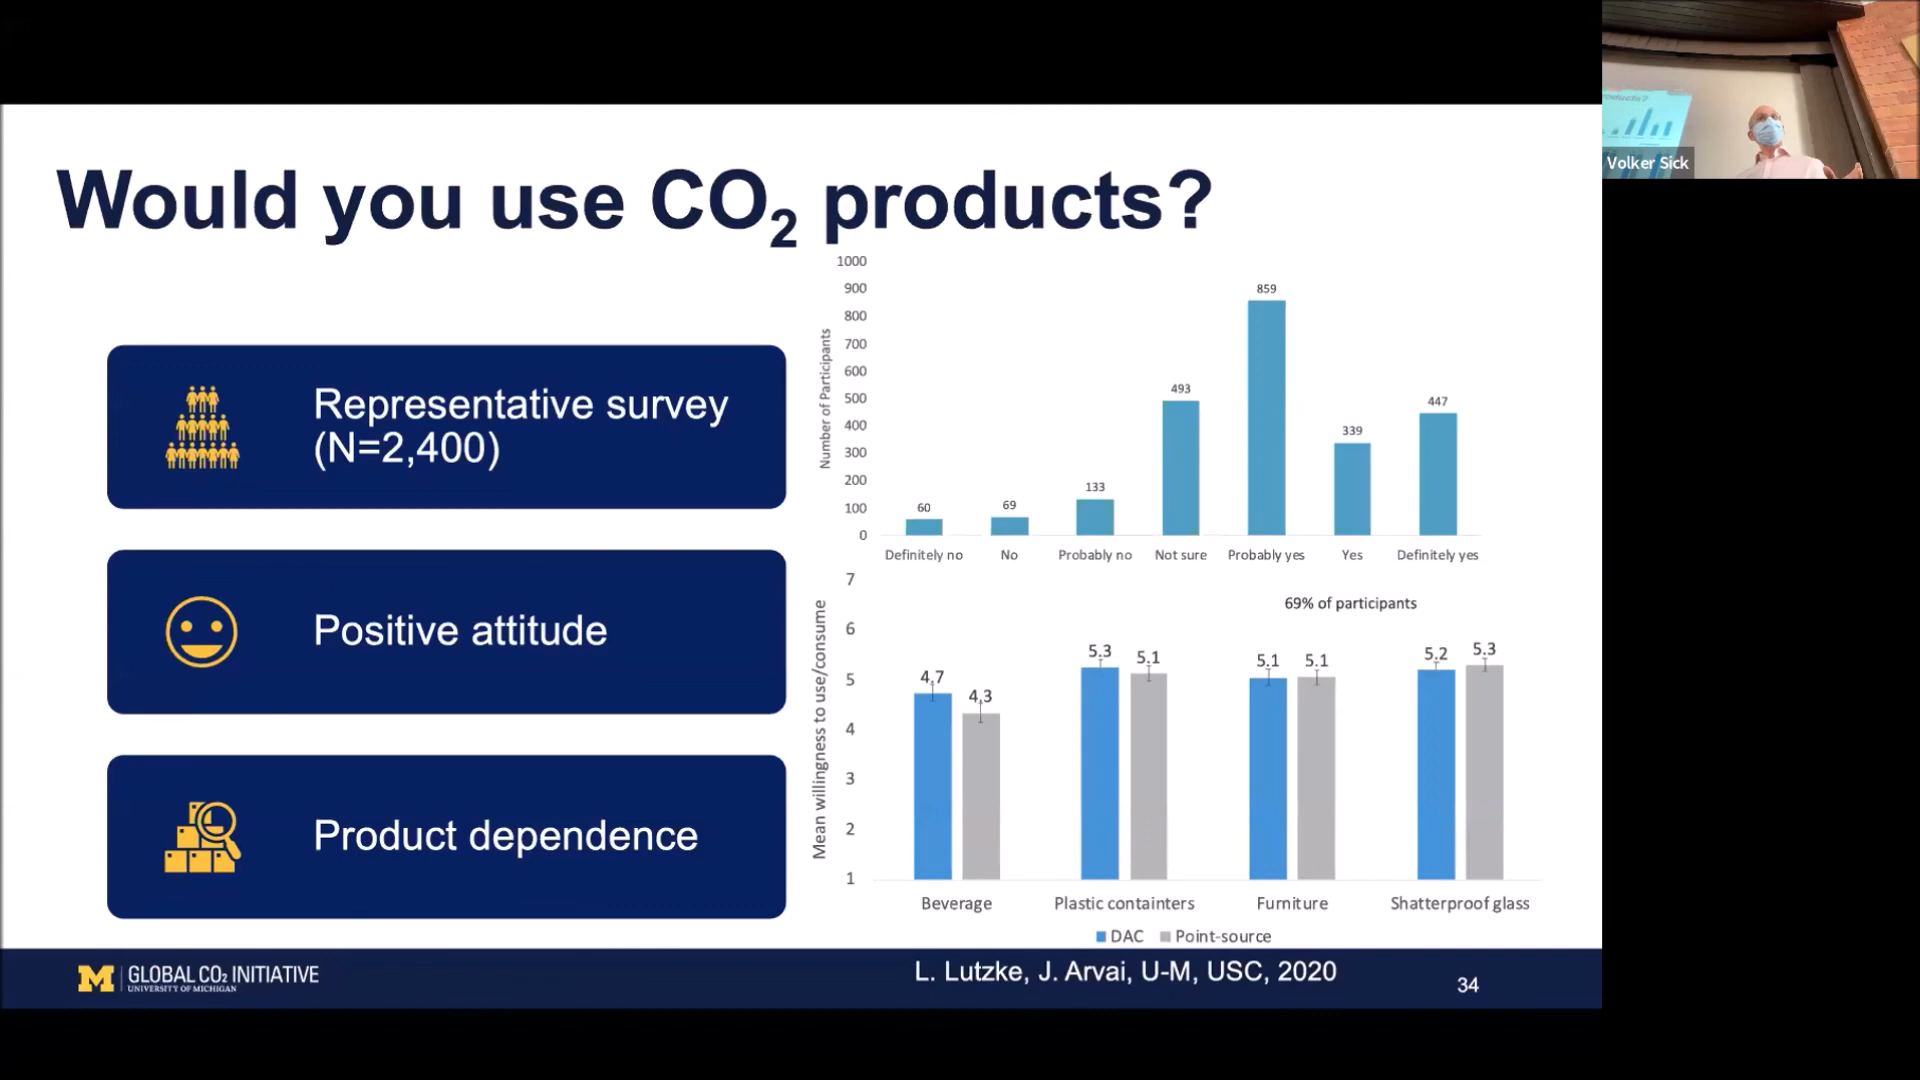 Would you use CO₂ products?
Representative survey
(N=2,400)
Positive attitude
Product dependence
Number of Participants
1000
900
800
700
600
500
400
300
200
100
0
60
69
133
493
859
339
447
Definitely no
No
Probably no
Not sure
Probably yes
Yes
Definitely yes
69% of participants
Mean willingness to use/consume
7
6
5
4
3
2
1
4.7
4.3
5.3
5.1
5.1
5.1
5.2
5.3
Beverage
Plastic containters
Furniture
Shatterproof glass
DAC
Point-source
M
GLOBAL CO₂ INITIATIVE
UNIVERSITY OF MICHIGAN
L. Lutzke, J. Arvai, U-M, USC, 2020
34
Volker Sick